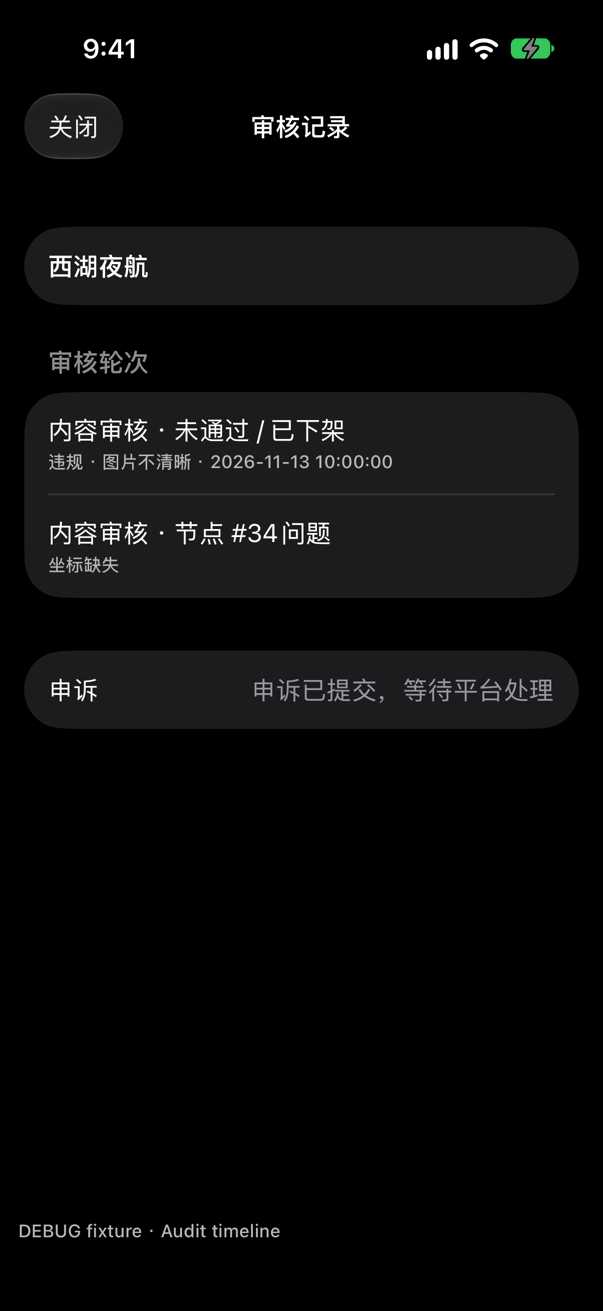 9:41
关闭
审核记录
西湖夜航
审核轮次
内容审核 · 未通过 / 已下架
违规 · 图片不清晰 · 2026-11-13 10:00:00
内容审核 · 节点 #34问题
坐标缺失
申诉
申诉已提交，等待平台处理
DEBUG fixture · Audit timeline